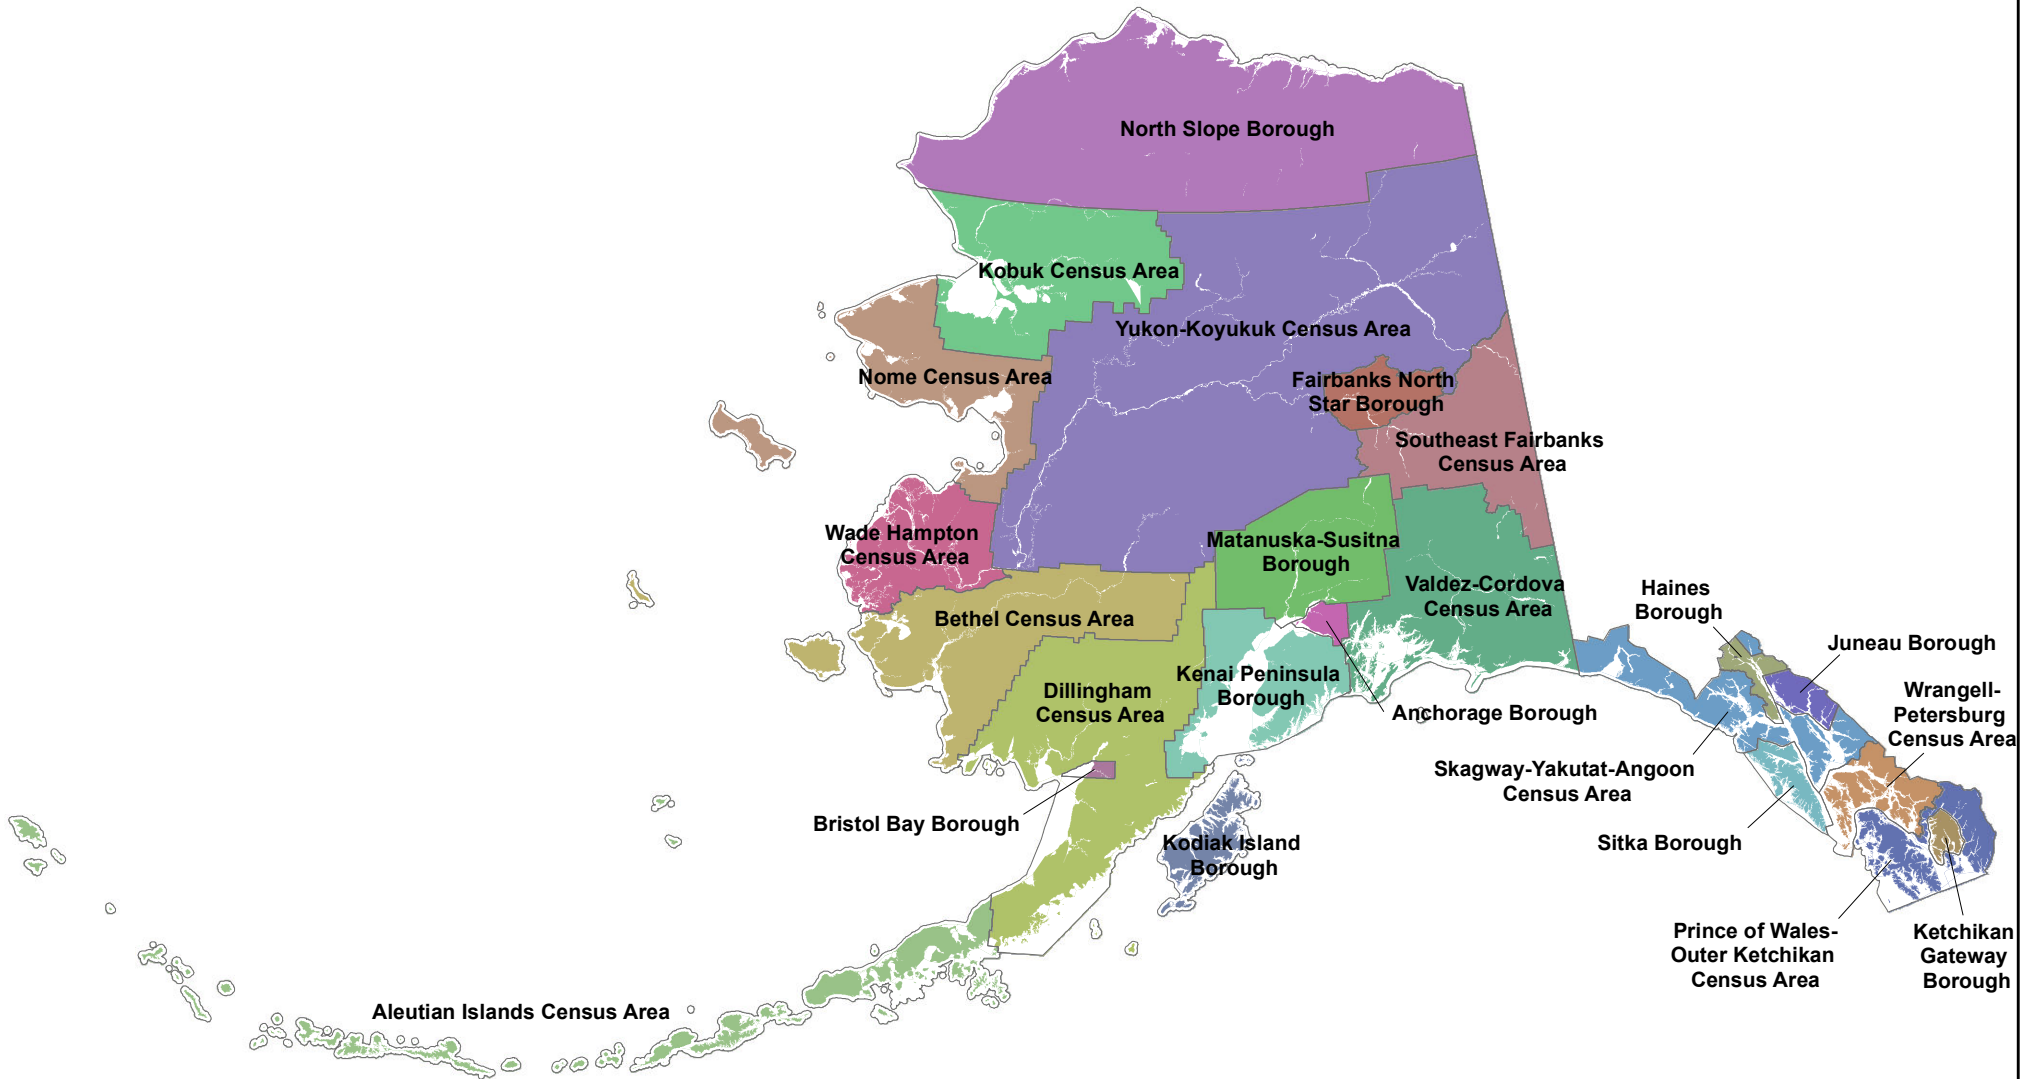 North Slope Borough
Kobuk Census Area
Yukon-Koyukuk Census Area
Nome Census Area
Fairbanks North
Star Borough
Southeast Fairbanks
Census Area
Wade Hampton
Census Area
Matanuska-Susitna
Borough
Valdez-Cordova
Census Area
Haines
Borough
Bethel Census Area
Juneau Borough
Kenai Peninsula
Borough
Dillingham
Census Area
Wrangell-
Petersburg
Census Area
Anchorage Borough
Skagway-Yakutat-Angoon
Census Area
Bristol Bay Borough
Kodiak Island
Borough
Sitka Borough
Prince of Wales-
Outer Ketchikan
Census Area
Ketchikan
Gateway
Borough
Aleutian Islands Census Area